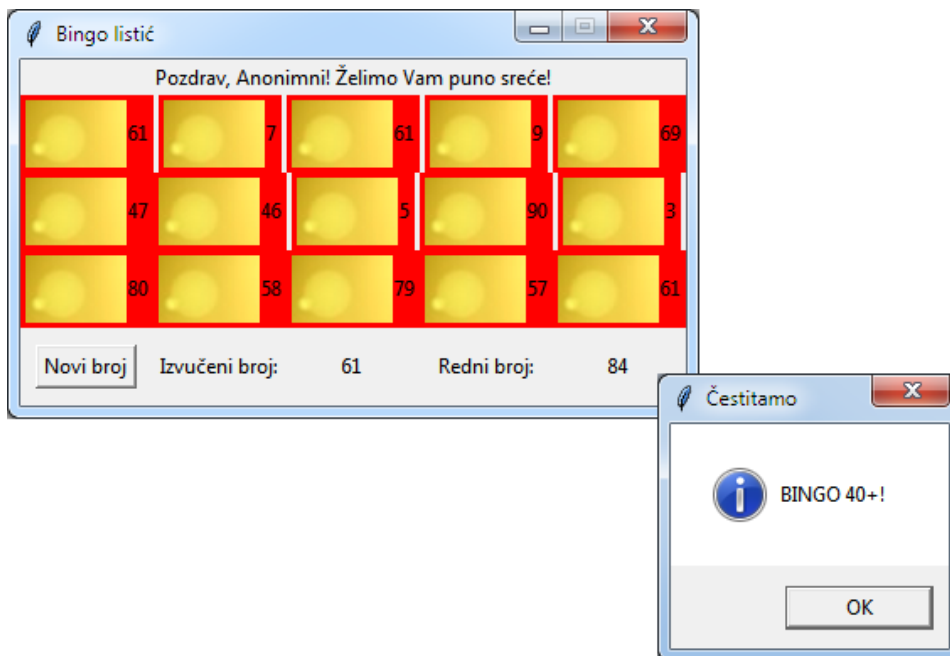 Bingo listić
Pozdrav, Anonimni! Želimo Vam puno sreće!
61 7 61 9 69
47 46 5 90 3
80 58 79 57 61
Novi broj Izvučeni broj: 61 Redni broj: 84
Čestitamo
BINGO 40+!
OK